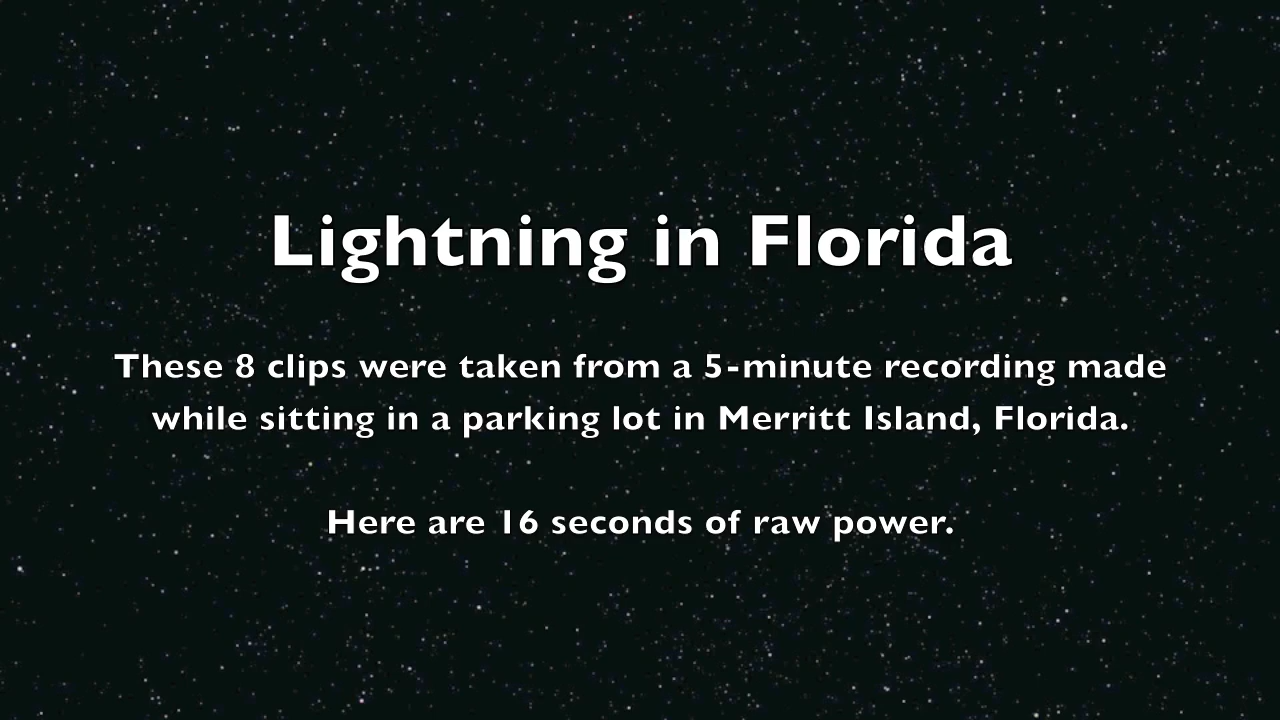 Lightning in Florida
These 8 clips were taken from a 5-minute recording made
while sitting in a parking lot in Merritt Island, Florida.
Here are 16 seconds of raw power.